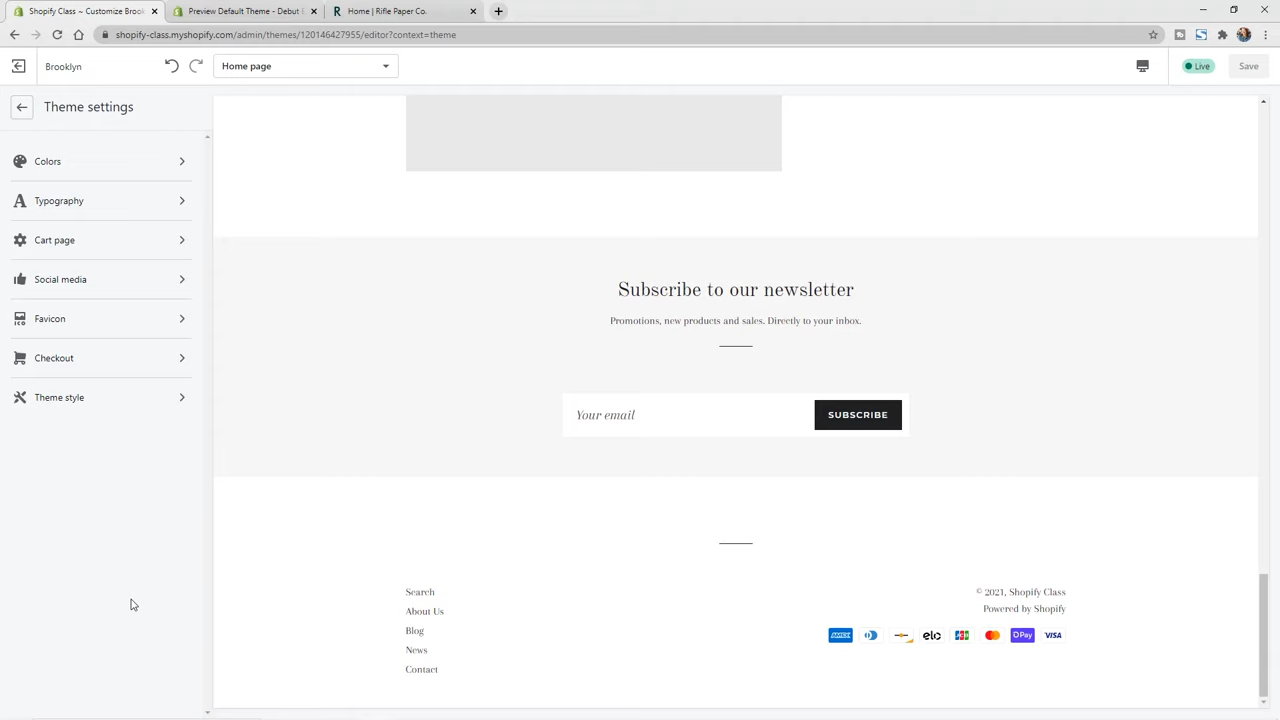 Shopify Class ~ Customize Brook
Preview Default Theme - Debut
Home | Rifle Paper Co.
shopify-class.myshopify.com/admin/themes/120146427955/editor?context=theme
Brooklyn
Home page
Live
Save
Theme settings
Colors
Typography
Cart page
Social media
Favicon
Checkout
Theme style
Subscribe to our newsletter
Promotions, new products and sales. Directly to your inbox.
Your email
SUBSCRIBE
Search
About Us
Blog
News
Contact
© 2021, Shopify Class
Powered by Shopify
AMEX
elo
JCB
Pay
VISA